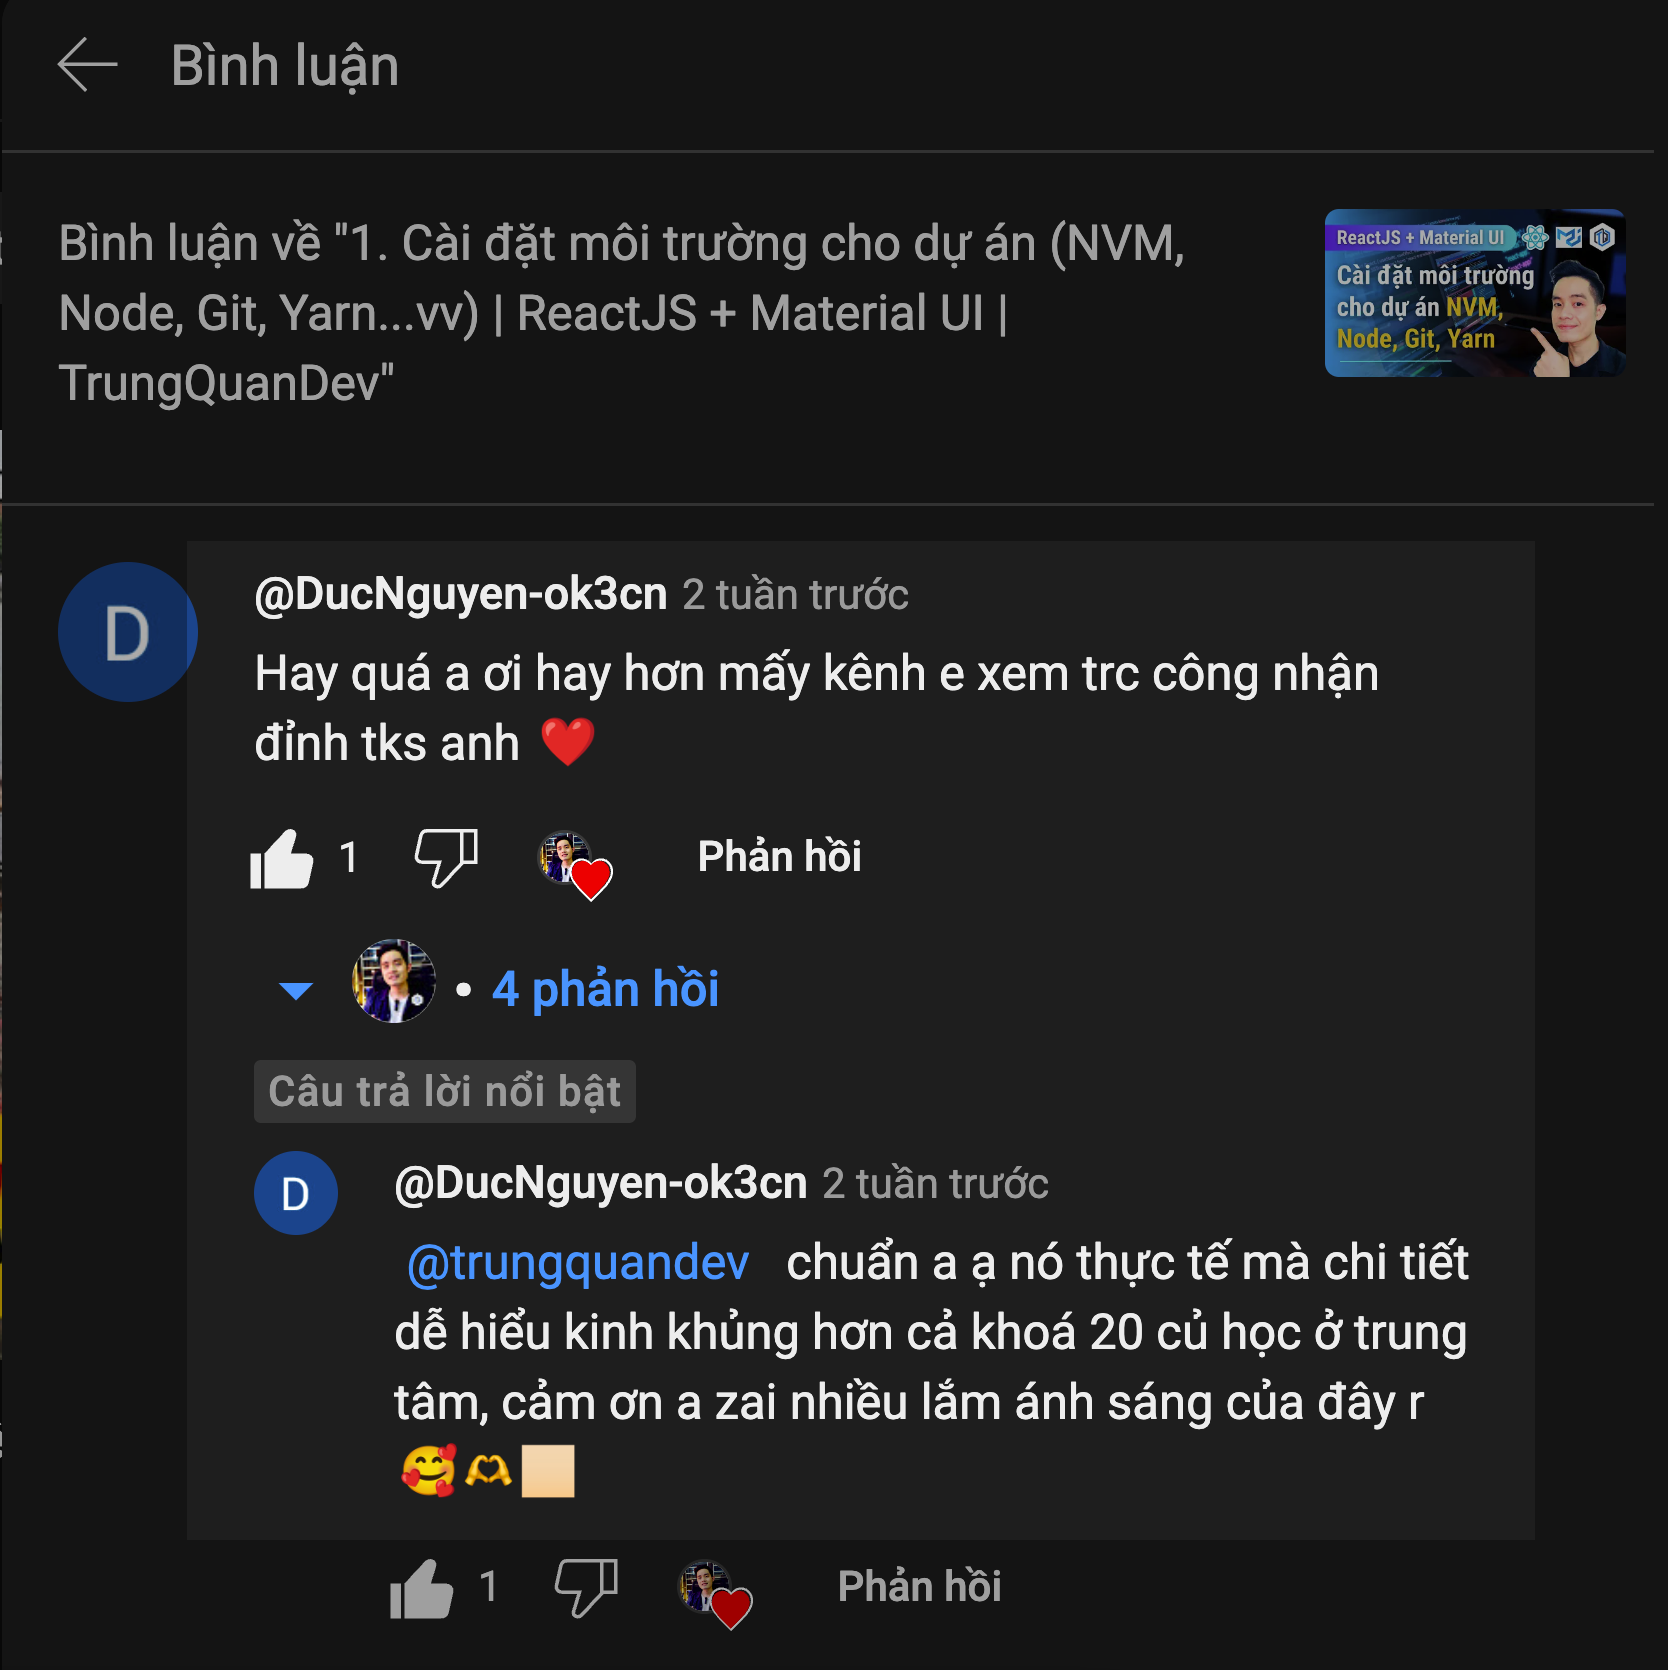 Bình luận
Bình luận về "1. Cài đặt môi trường cho dự án (NVM,
Node, Git, Yarn...vv) | ReactJS + Material UI |
TrungQuanDev"
ReactJS + Material UI
Cài đặt môi trường
cho dự án NVM,
Node, Git, Yarn
D
@DucNguyen-ok3cn 2 tuần trước
Hay quá a ơi hay hơn mấy kênh e xem trc công nhận
đỉnh tks anh ❤️
1 Phản hồi
• 4 phản hồi
Câu trả lời nổi bật
D
@DucNguyen-ok3cn 2 tuần trước
@trungquandev chuẩn a ạ nó thực tế mà chi tiết
dễ hiểu kinh khủng hơn cả khoá 20 củ học ở trung
tâm, cảm ơn a zai nhiều lắm ánh sáng của đây r
🥰🫶🏼
1 Phản hồi